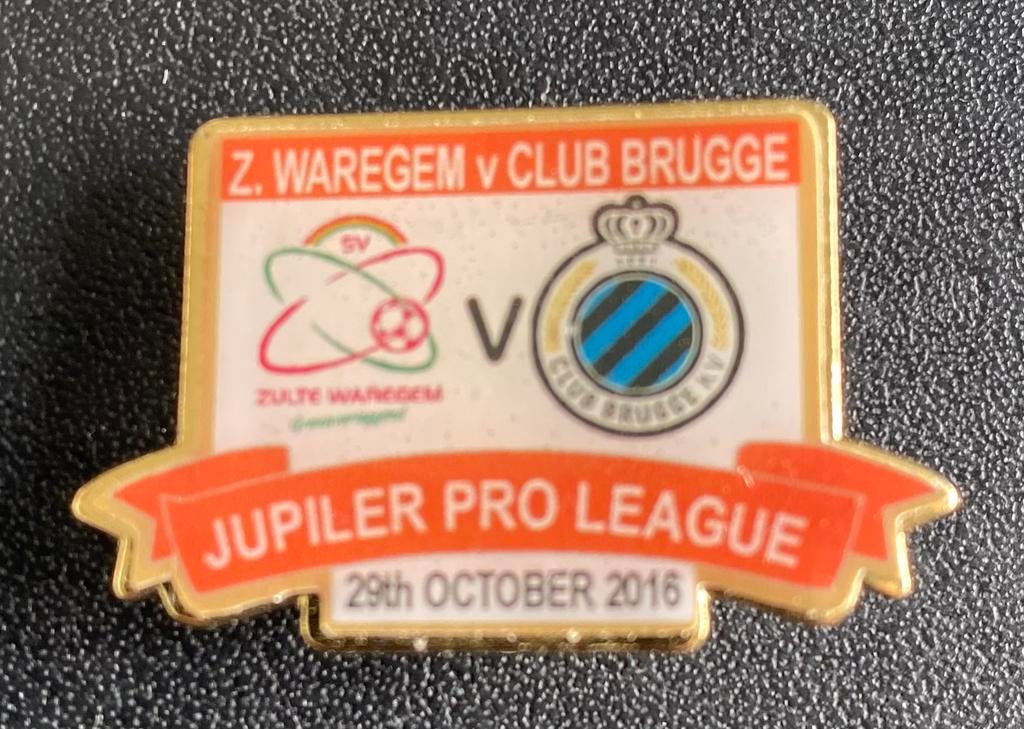 Z. WAREGEM v CLUB BRUGGE
SV
ZULTE WAREGEM
V
CLUB BRUGGE K.V.
JUPILER PRO LEAGUE
29th OCTOBER 2016